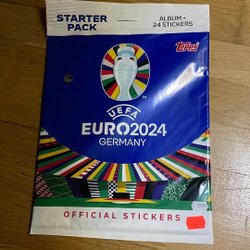 STARTER
PACK
ALBUM +
24 STICKERS
Topps
UEFA
EURO2024
GERMANY
OFFICIAL STICKERS